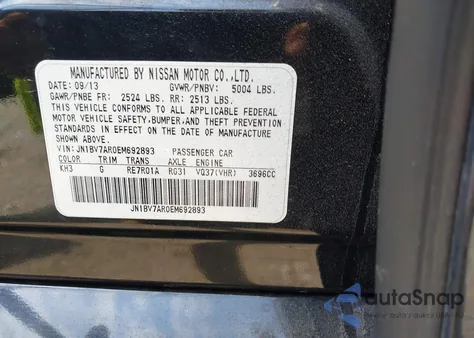 MANUFACTURED BY NISSAN MOTOR CO.,LTD.
DATE 09/13 GVWR/PNBV: 5004 LBS.
GAWR/PNBE FR: 2524 LBS. RR: 2513 LBS.
THIS VEHICLE CONFORMS TO ALL APPLICABLE FEDERAL
MOTOR VEHICLE SAFETY,BUMPER,AND THEFT PREVENTION
STANDARDS IN EFFECT ON THE DATE OF MANUFACTURE
SHOWN ABOVE.
VIN: JN1BV7AR0EM692893 PASSENGER CAR
COLOR TRIM TRANS AXLE ENGINE
KH3 G RE7R01A RG31 VQ37(VHR) 3696CC
JN1BV7AR0EM692893
autaSnap